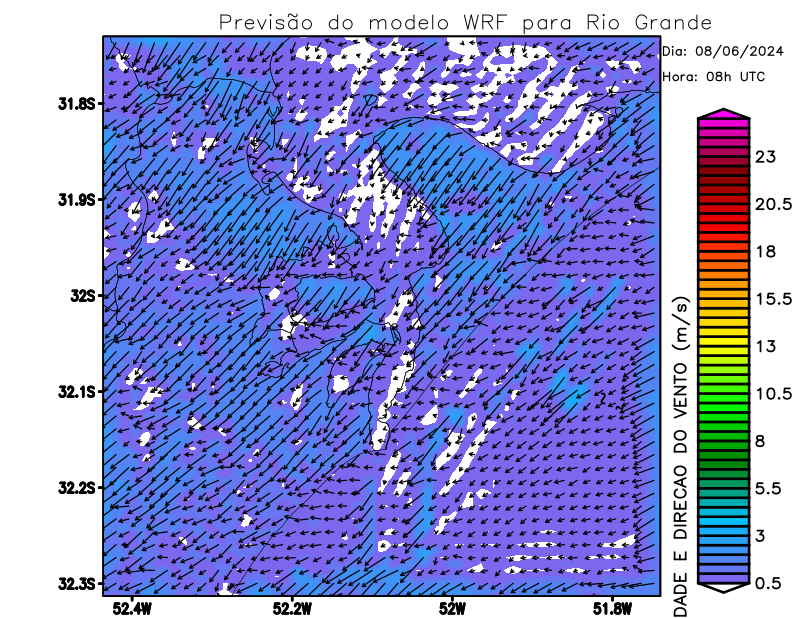 Previsão do modelo WRF para Rio Grande
Dia: 08/06/2024
Hora: 08h UTC
31.8S
31.9S
32S
32.1S
32.2S
32.3S
52.4W
52.2W
52W
51.8W
23
20.5
18
15.5
13
10.5
8
5.5
3
0.5
DADE E DIRECAO DO VENTO (m/s)